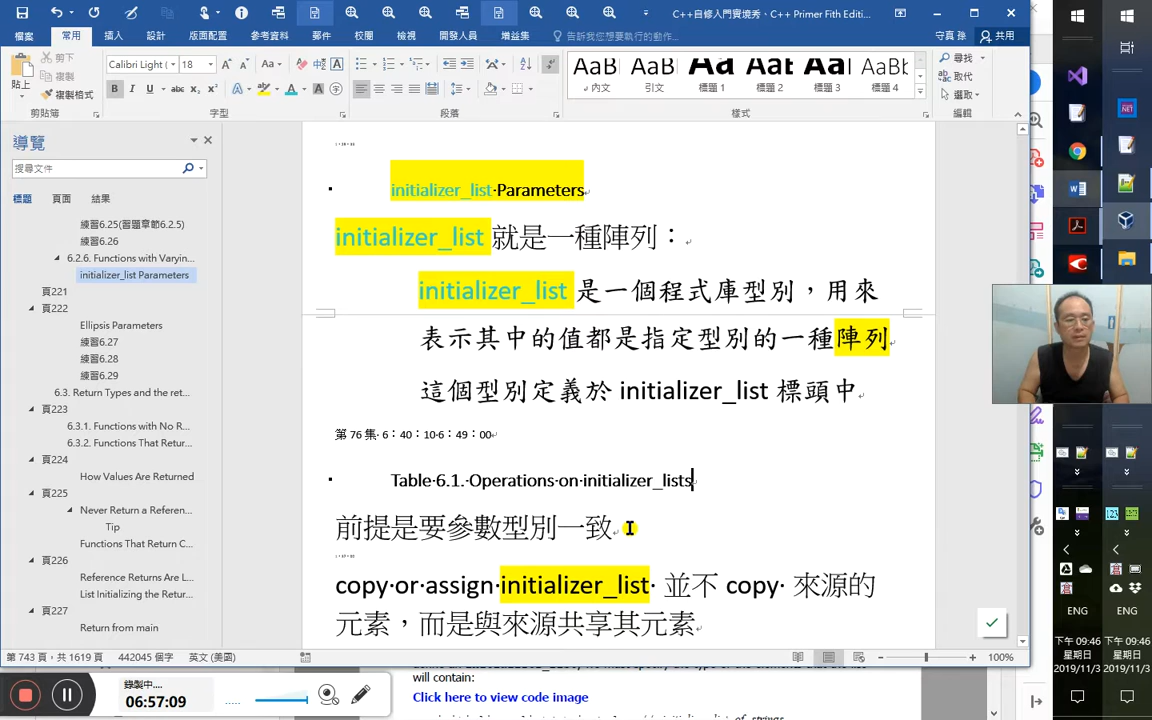 C++自修入門實境秀、C++ Primer Fith Editi...
檔案 常用 插入 設計 版面配置 參考資料 郵件 校閱 檢視 開發人員 增益集 告訴我您想要執行的動作... 守真 孫 共用
貼上 剪下 複製 複製格式 剪貼簿
Calibri Light ( 18 字型 段落
AaB AaB Aa AaB AaI AaBb
內文 引文 標題 1 標題 2 標題 3 標題 4
樣式
尋找 取代 選取 編輯
導覽
搜尋文件
標題 頁面 結果
練習6.25(習題章節6.2.5)
練習6.26
6.2.6. Functions with Varyin...
initializer_list Parameters
頁221
頁222
Ellipsis Parameters
練習6.27
練習6.28
練習6.29
6.3. Return Types and the ret...
頁223
6.3.1. Functions with No R...
6.3.2. Functions That Retur...
頁224
How Values Are Returned
頁225
Never Return a Referen...
Tip
Functions That Return C...
頁226
Reference Returns Are L...
List Initializing the Retur...
頁227
Return from main
initializer_list·Parameters
initializer_list 就是一種陣列：
initializer_list 是一個程式庫型別，用來
表示其中的值都是指定型別的一種陣列
這個型別定義於 initializer_list 標頭中
第 76 集· 6：40：10·6：49：00
Table·6.1.·Operations·on·initializer_lists
前提是要參數型別一致
copy·or·assign·initializer_list· 並不 copy· 來源的
元素，而是與來源共享其元素
第 743 頁，共 1619 頁 442045 個字 英文 (美國) 100%
will contain:
Click here to view code image
錄製中...
06:57:09
ENG ENG
下午 09:46 下午 09:46
星期日 星期日
2019/11/3 2019/11/3